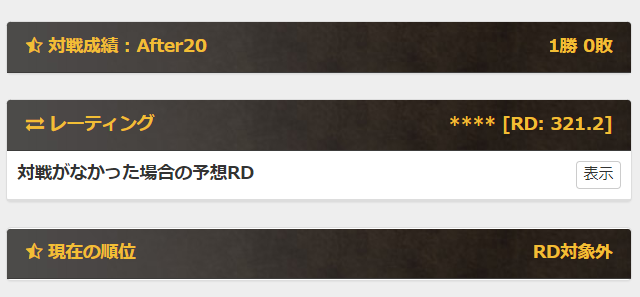 対戦成績：After20 1勝 0敗
レーティング **** [RD: 321.2]
対戦がなかった場合の予想RD 表示
現在の順位 RD対象外